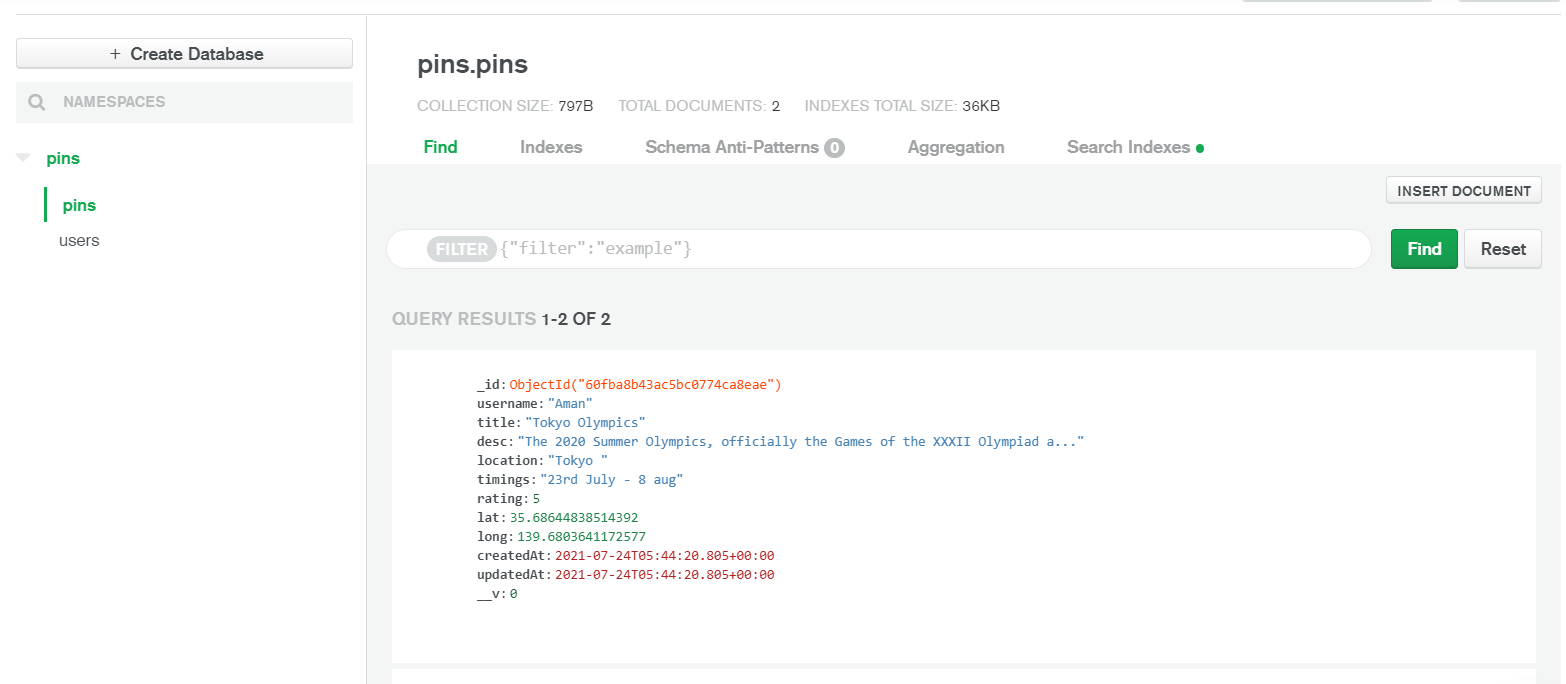 + Create Database
NAMESPACES
pins
pins
users
pins.pins
COLLECTION SIZE: 797B TOTAL DOCUMENTS: 2 INDEXES TOTAL SIZE: 36KB
Find Indexes Schema Anti-Patterns 0 Aggregation Search Indexes
INSERT DOCUMENT
FILTER {"filter":"example"} Find Reset
QUERY RESULTS 1-2 OF 2
_id: ObjectId("60fba8b43ac5bc0774ca8eae")
username: "Aman"
title: "Tokyo Olympics"
desc: "The 2020 Summer Olympics, officially the Games of the XXXII Olympiad a..."
location: "Tokyo "
timings: "23rd July - 8 aug"
rating: 5
lat: 35.68644838514392
long: 139.6803641172577
createdAt: 2021-07-24T05:44:20.805+00:00
updatedAt: 2021-07-24T05:44:20.805+00:00
__v: 0